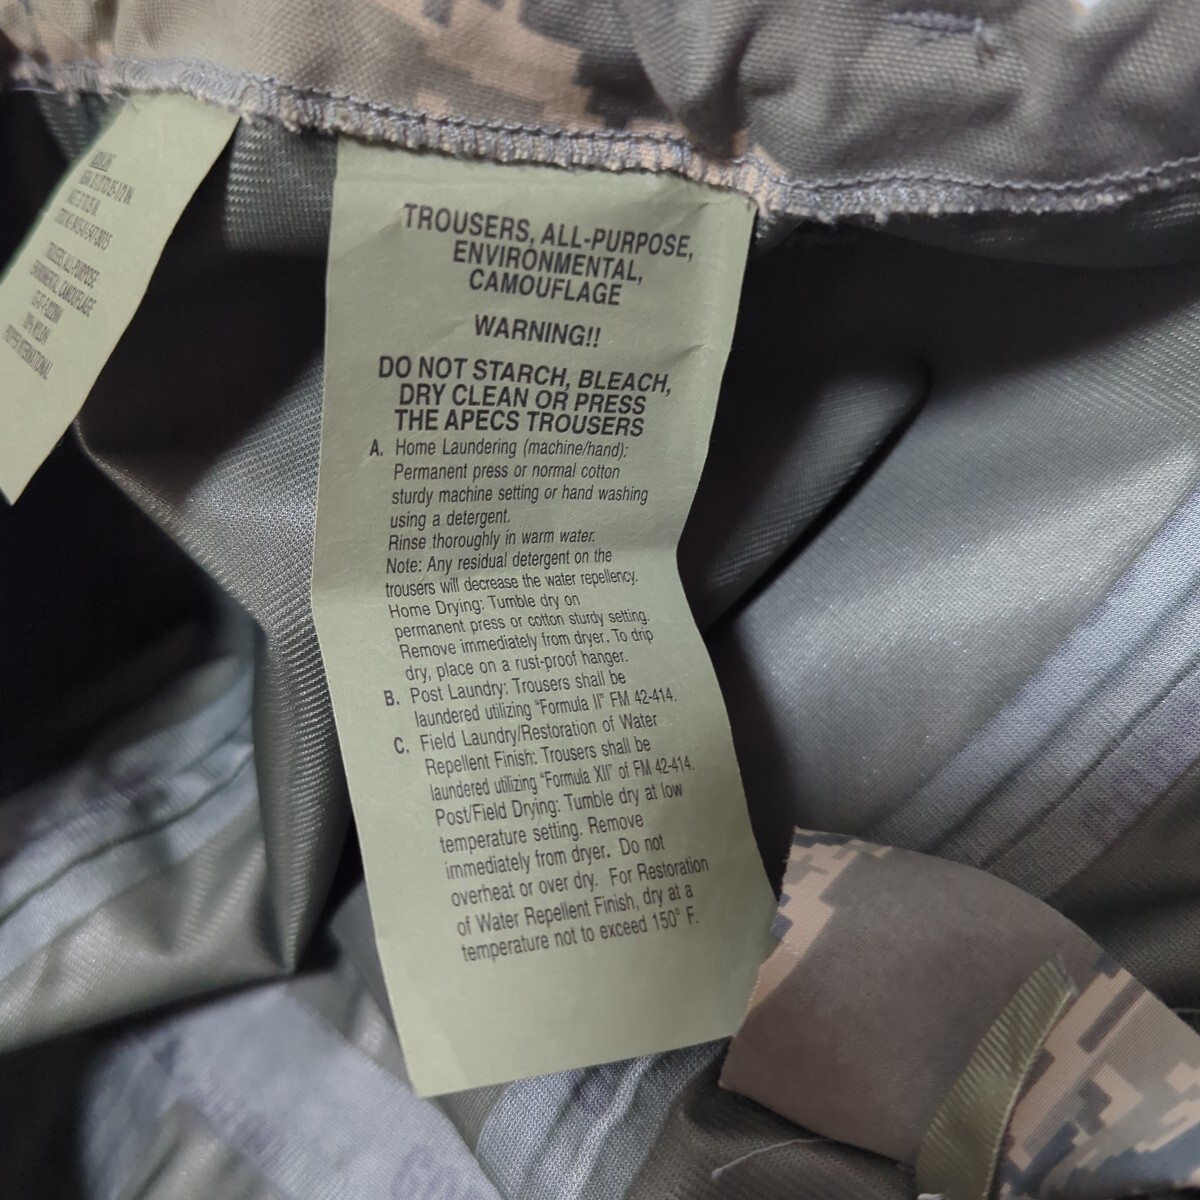 TROUSERS, ALL-PURPOSE,
ENVIRONMENTAL,
CAMOUFLAGE
WARNING!!
DO NOT STARCH, BLEACH,
DRY CLEAN OR PRESS
THE APECS TROUSERS
A. Home Laundering (machine/hand):
Permanent press or normal cotton
sturdy machine setting or hand washing
using a detergent.
Rinse thoroughly in warm water.
Note: Any residual detergent on the
trousers will decrease the water repellency.
Home Drying: Tumble dry on
permanent press or cotton sturdy setting.
Remove immediately from dryer. To drip
dry, place on a rust-proof hanger.
B. Post Laundry: Trousers shall be
laundered utilizing "Formula II" FM 42-414.
C. Field Laundry/Restoration of Water
Repellent Finish: Trousers shall be
laundered utilizing "Formula XII" of FM 42-414.
Post/Field Drying: Tumble dry at low
temperature setting. Remove
immediately from dryer. Do not
overheat or over dry. For Restoration
of Water Repellent Finish, dry at a
temperature not to exceed 150° F.
TROUSERS, ALL-PURPOSE
ENVIRONMENTAL, CAMOUFLAGE
100% NYLON
PROPPER INTERNATIONAL